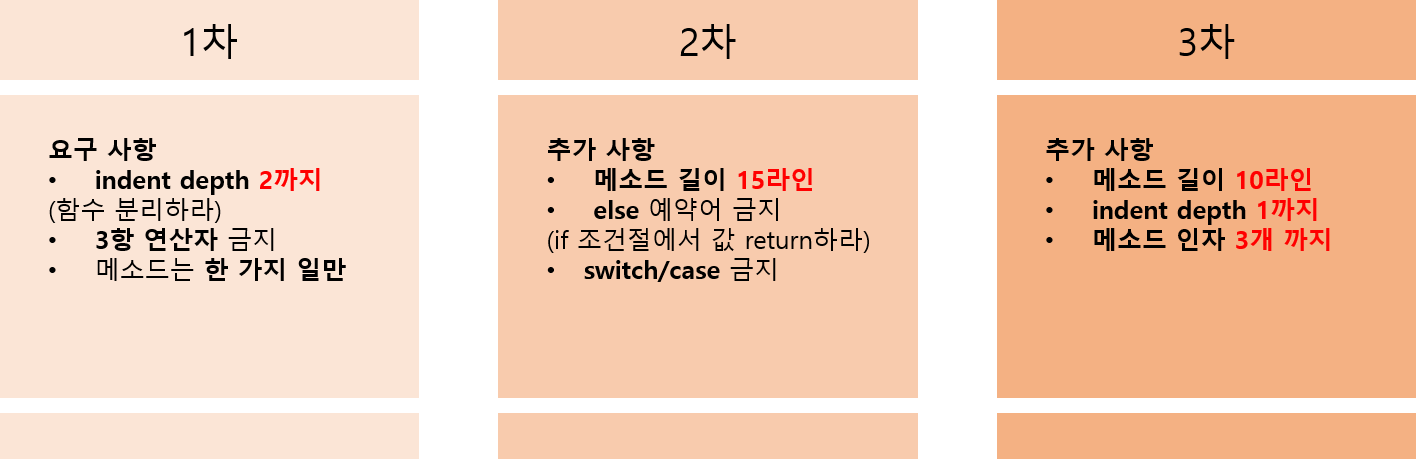 1차
요구 사항
• indent depth 2까지
(함수 분리하라)
• 3항 연산자 금지
• 메소드는 한 가지 일만
2차
추가 사항
• 메소드 길이 15라인
• else 예약어 금지
(if 조건절에서 값 return하라)
• switch/case 금지
3차
추가 사항
• 메소드 길이 10라인
• indent depth 1까지
• 메소드 인자 3개 까지